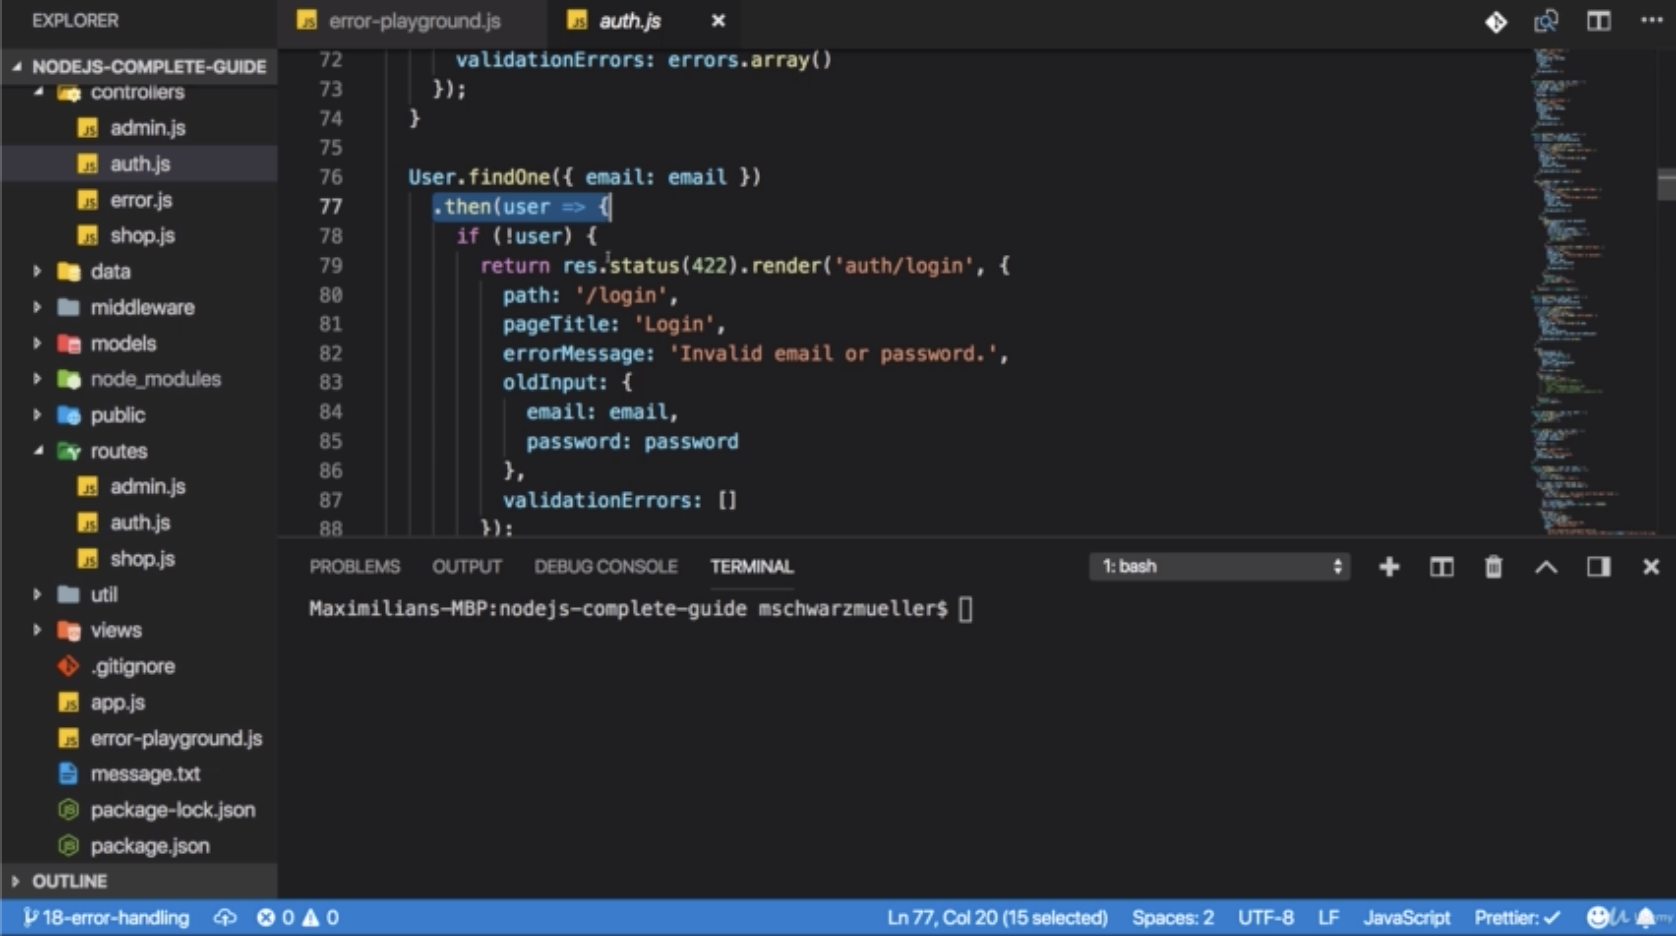 EXPLORER
NODEJS-COMPLETE-GUIDE
controllers
admin.js
auth.js
error.js
shop.js
data
middleware
models
node_modules
public
routes
admin.js
auth.js
shop.js
util
views
.gitignore
app.js
error-playground.js
message.txt
package-lock.json
package.json
OUTLINE
error-playground.js
auth.js
72 validationErrors: errors.array()
73 });
74 }
75
76 User.findOne({ email: email })
77 .then(user => {
78 if (!user) {
79 return res.status(422).render('auth/login', {
80 path: '/login',
81 pageTitle: 'Login',
82 errorMessage: 'Invalid email or password.',
83 oldInput: {
84 email: email,
85 password: password
86 },
87 validationErrors: []
88 });
PROBLEMS OUTPUT DEBUG CONSOLE TERMINAL 1: bash
Maximilians-MBP:nodejs-complete-guide mschwarzmueller$
18-error-handling 0 0 Ln 77, Col 20 (15 selected) Spaces: 2 UTF-8 LF JavaScript Prettier: ✓